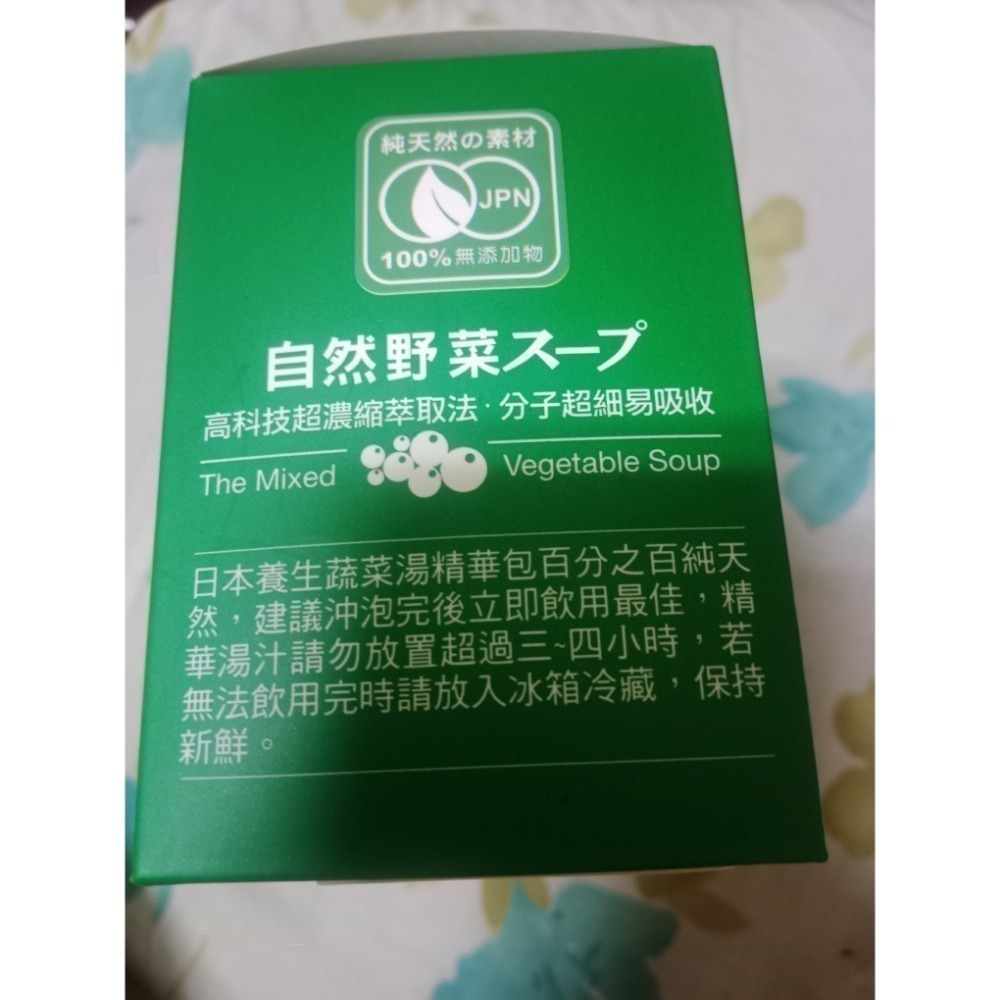 純天然の素材
JPN
100%無添加物
自然野菜スープ
高科技超濃縮萃取法·分子超細易吸收
The Mixed Vegetable Soup
日本養生蔬菜湯精華包百分之百純天
然，建議沖泡完後立即飲用最佳，精
華湯汁請勿放置超過三~四小時，若
無法飲用完時請放入冰箱冷藏，保持
新鮮。